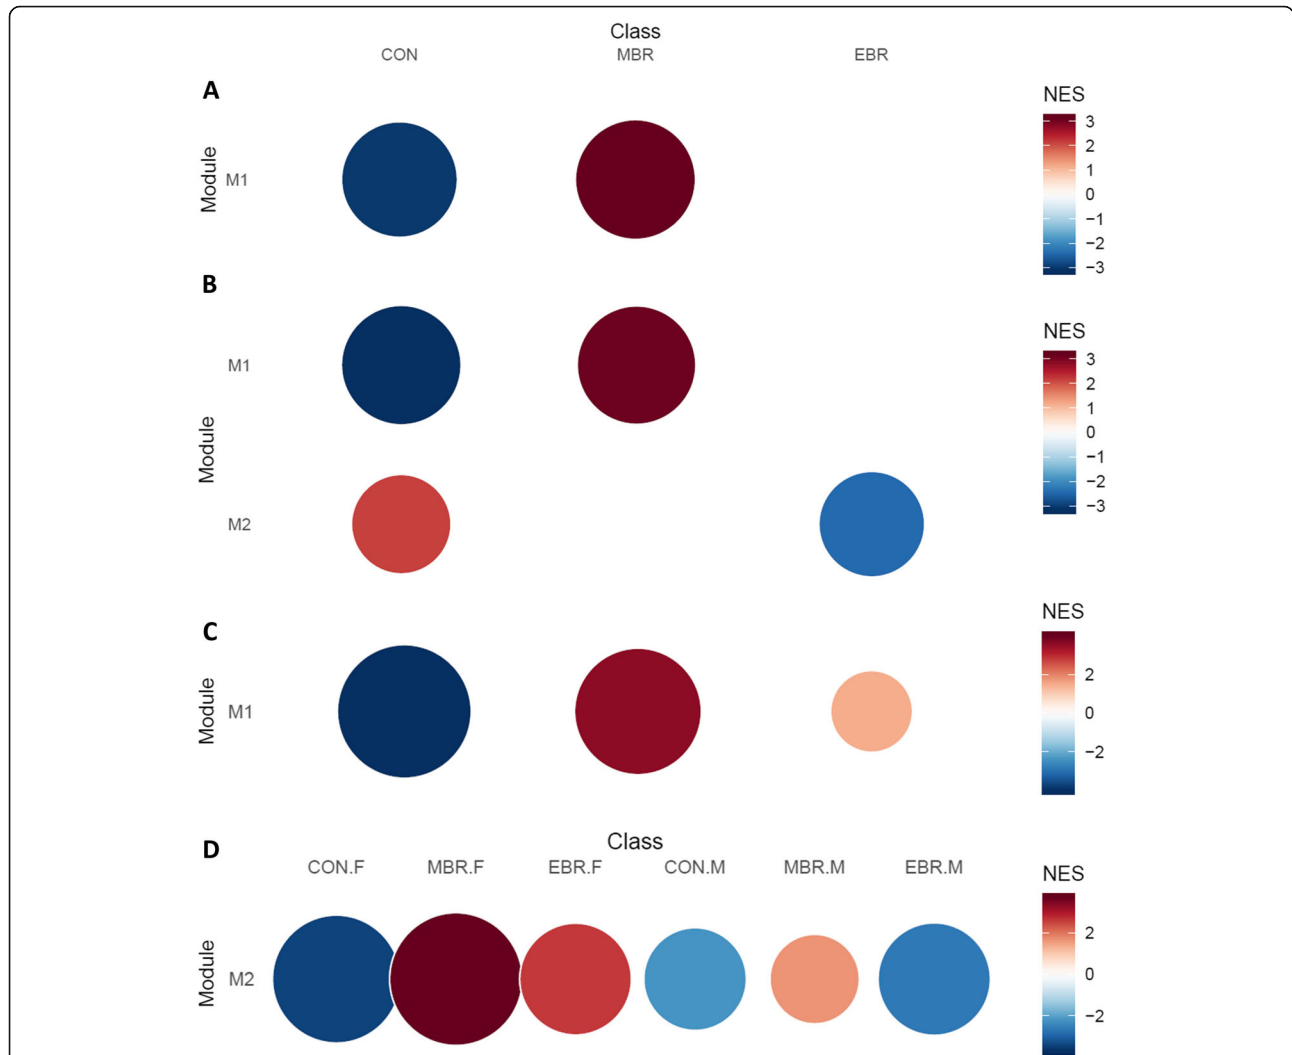 Class
CON MBR EBR
A
Module
M1
NES
3
2
1
0
−1
−2
−3
B
Module
M1
M2
NES
3
2
1
0
−1
−2
−3
C
Module
M1
NES
2
0
−2
D
Class
CON.F MBR.F EBR.F CON.M MBR.M EBR.M
Module
M2
NES
2
0
−2